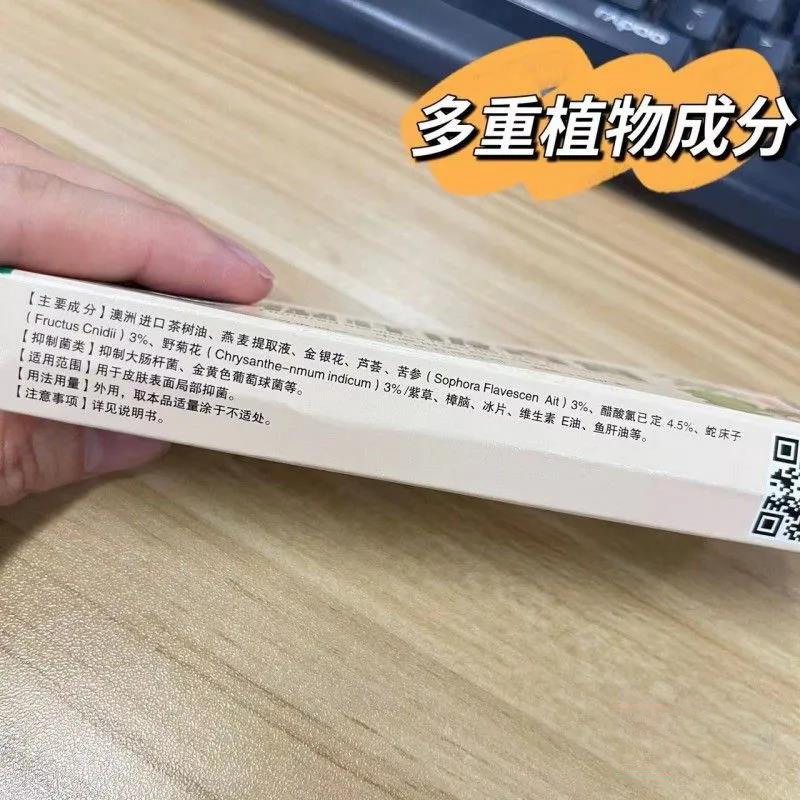 rapoo
多重植物成分
【主要成分】澳洲进口茶树油、燕麦提取液、金银花、芦荟、苦参(Sophora Flavescen Ait)3%、醋酸氯已定 4.5%、蛇床子
(Fructus Cnidii)3%、野菊花(Chrysanthe-nmum indicum)3%/紫草、樟脑、冰片、维生素 E油、鱼肝油等。
【抑制菌类】抑制大肠杆菌、金黄色葡萄球菌等。
【适用范围】用于皮肤表面局部抑菌。
【用法用量】外用，取本品适量涂于不适处。
【注意事项】详见说明书。